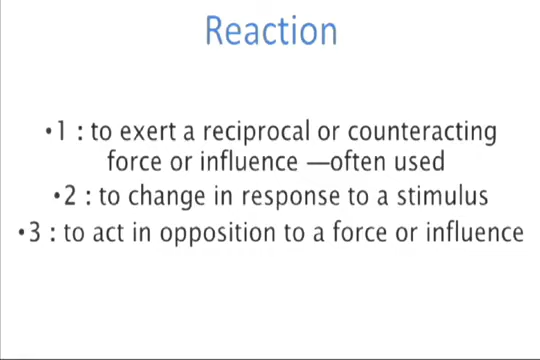 Reaction
•1 : to exert a reciprocal or counteracting
force or influence —often used
•2 : to change in response to a stimulus
•3 : to act in opposition to a force or influence